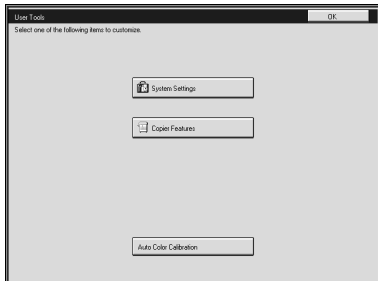 User Tools
OK
Select one of the following items to customize.
System Settings
Copier Features
Auto Color Calibration